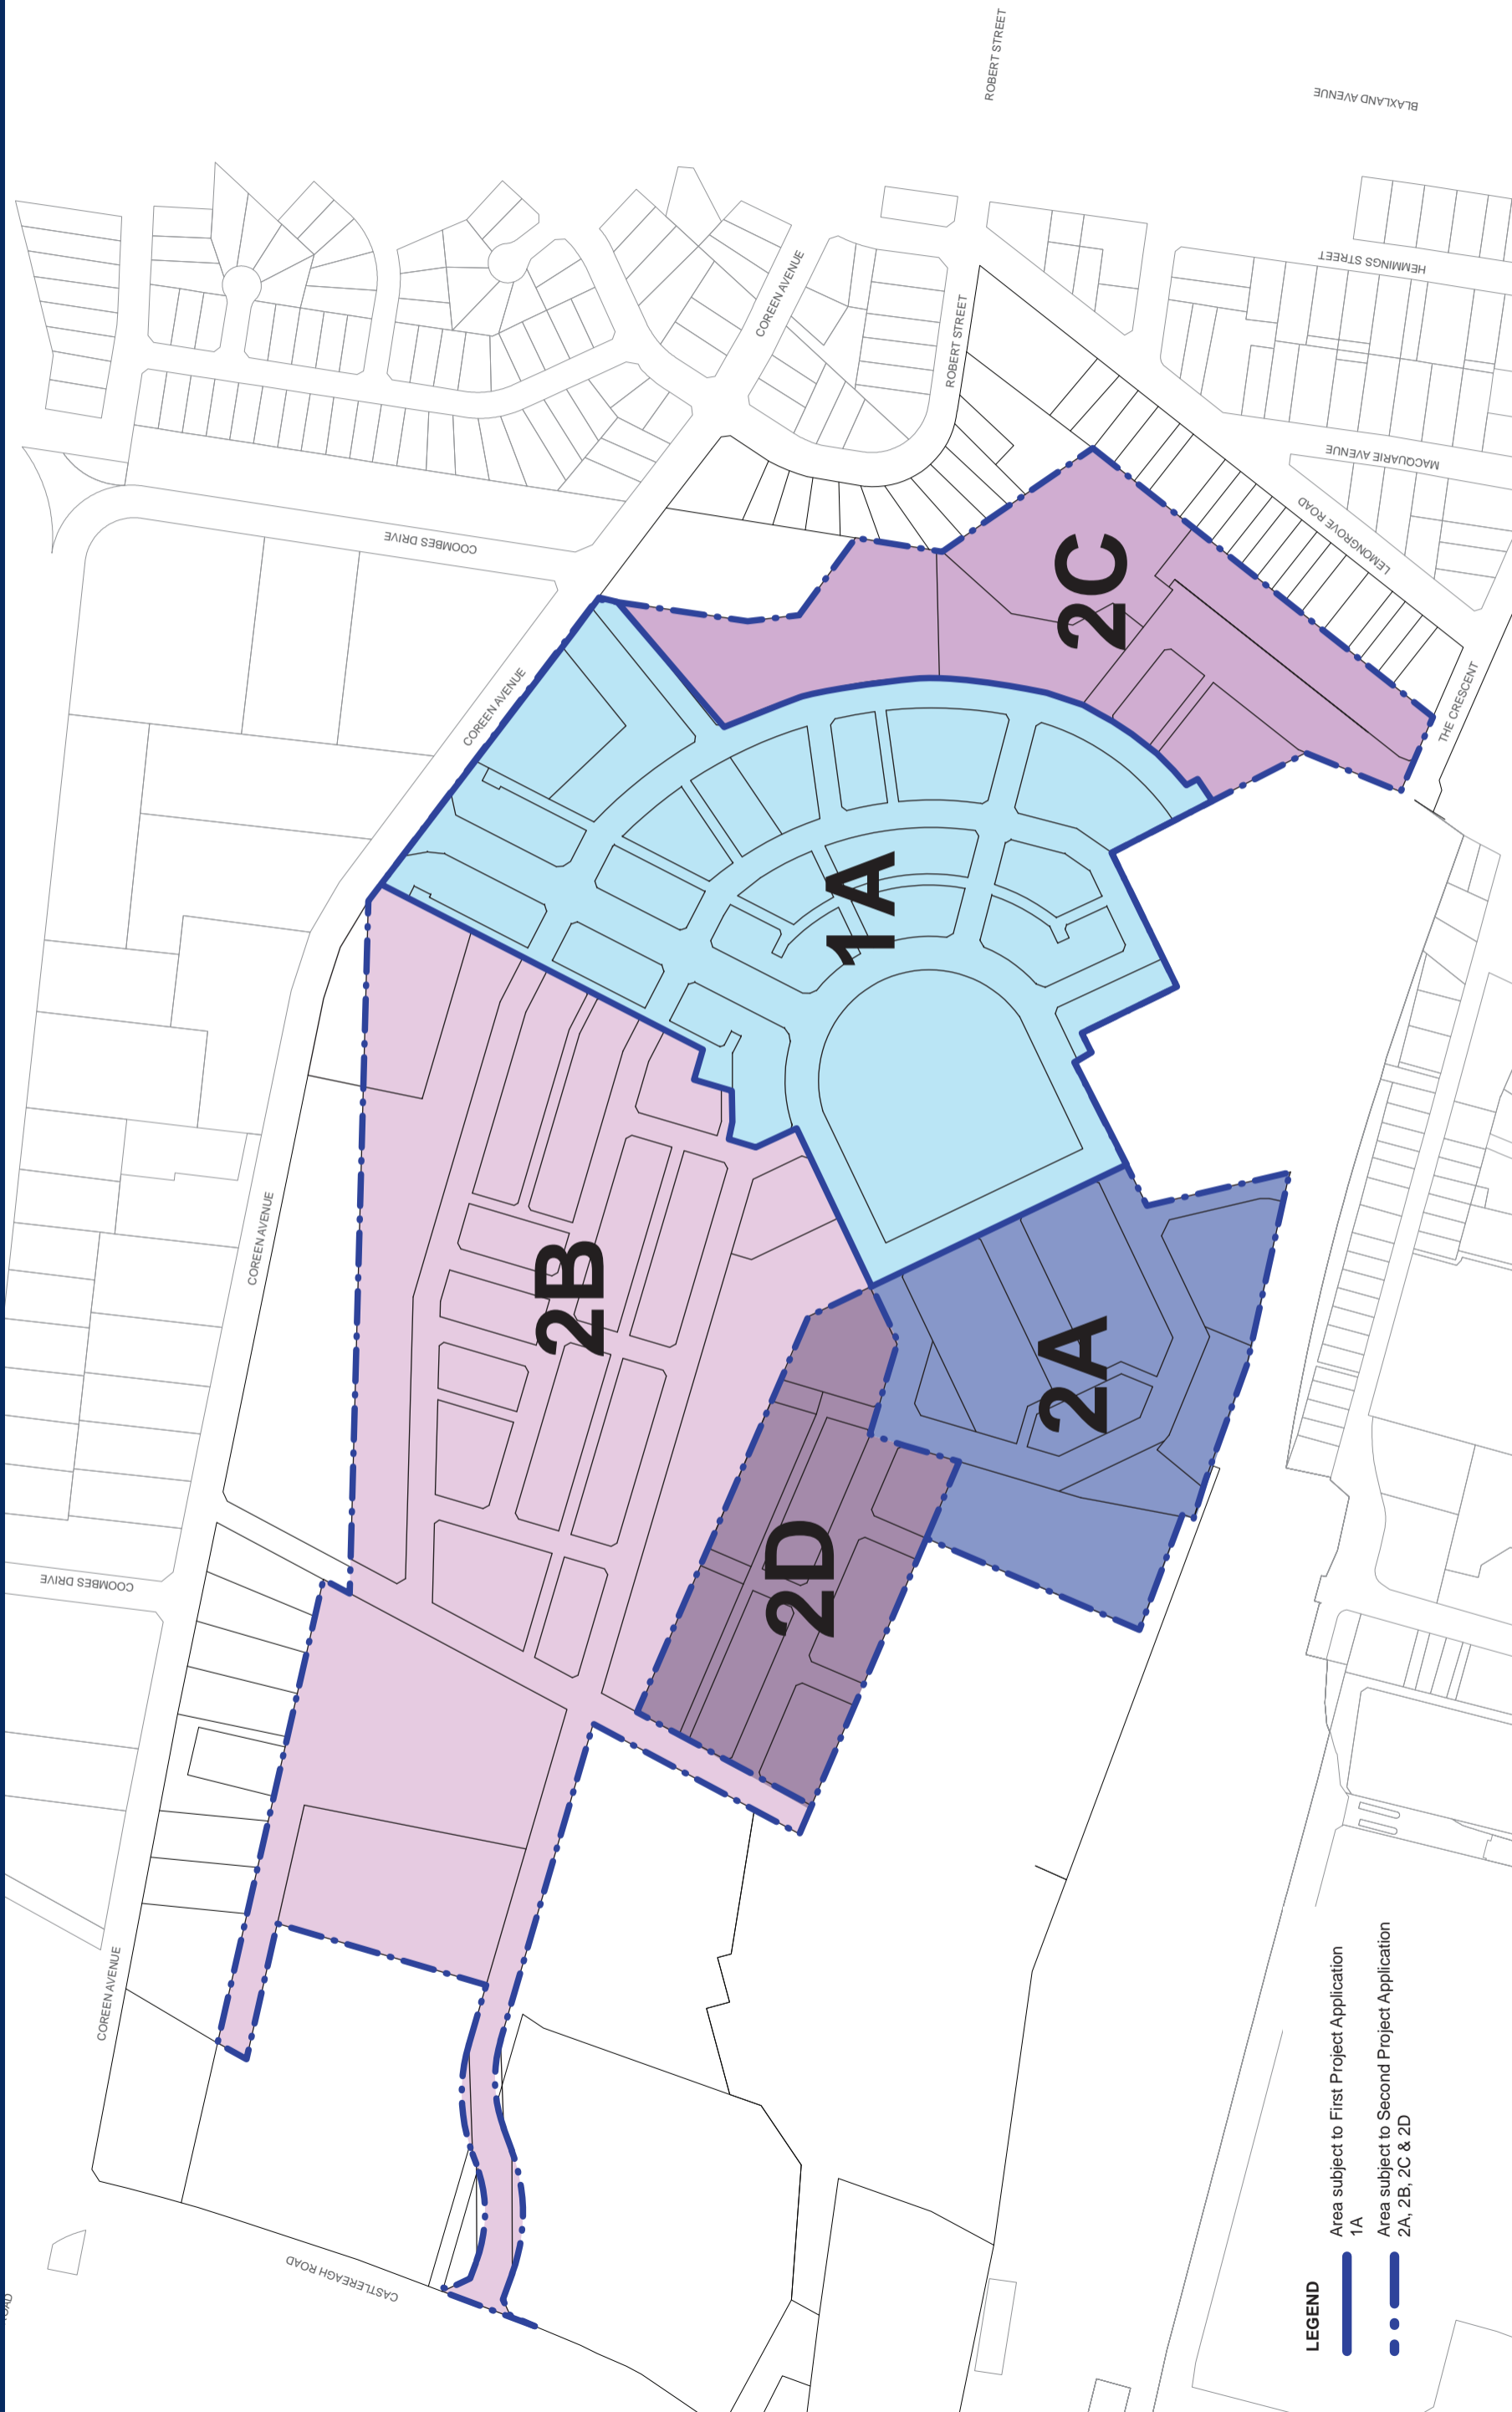 COOMBES DRIVE
COREEN AVENUE
COREEN AVENUE
CASTLEREAGH ROAD
COOMBES DRIVE
COREEN AVENUE
2B
COREEN AVENUE
2D
1A
ROBERT STREET
ROBERT STREET
2A
2C
LEMONGROVE ROAD
BLAXLAND AVENUE
HEMMINGS STREET
MACQUARIE AVENUE
THE CRESCENT
LEGEND
Area subject to First Project Application
1A
Area subject to Second Project Application
2A, 2B, 2C & 2D